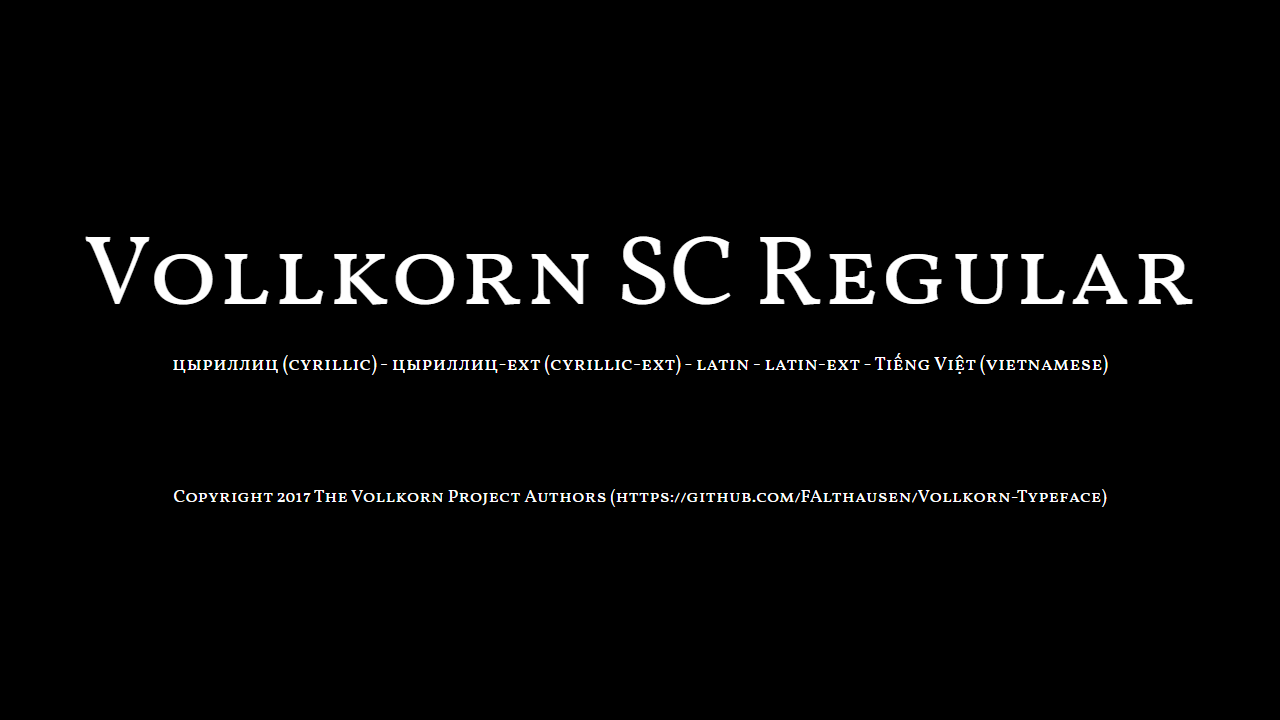 Vollkorn SC Regular
цыриллиц (cyrillic) - цыриллиц-ext (cyrillic-ext) - latin - latin-ext - Tiếng Việt (vietnamese)
Copyright 2017 The Vollkorn Project Authors (https://github.com/FAlthausen/Vollkorn-Typeface)